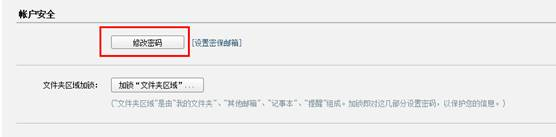 帐户安全
修改密码 [设置密保邮箱]
文件夹区域加锁： 加锁“文件夹区域”...
(“文件夹区域”是由“我的文件夹”、“其他邮箱”、“记事本”、“提醒”组成。加锁即对这几部分设置密码，以保护您的信息。)